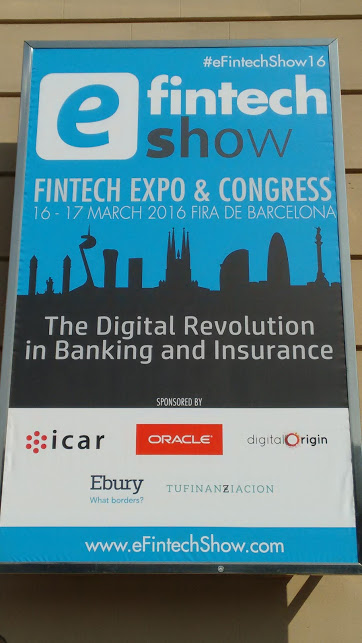 #eFintechShow16
e fintech
show
FINTECH EXPO & CONGRESS
16 - 17 MARCH 2016 FIRA DE BARCELONA
The Digital Revolution
in Banking and Insurance
SPONSORED BY
icar ORACLE digitalOrigin
Ebury TUFINANZIACION
What borders?
www.eFintechShow.com